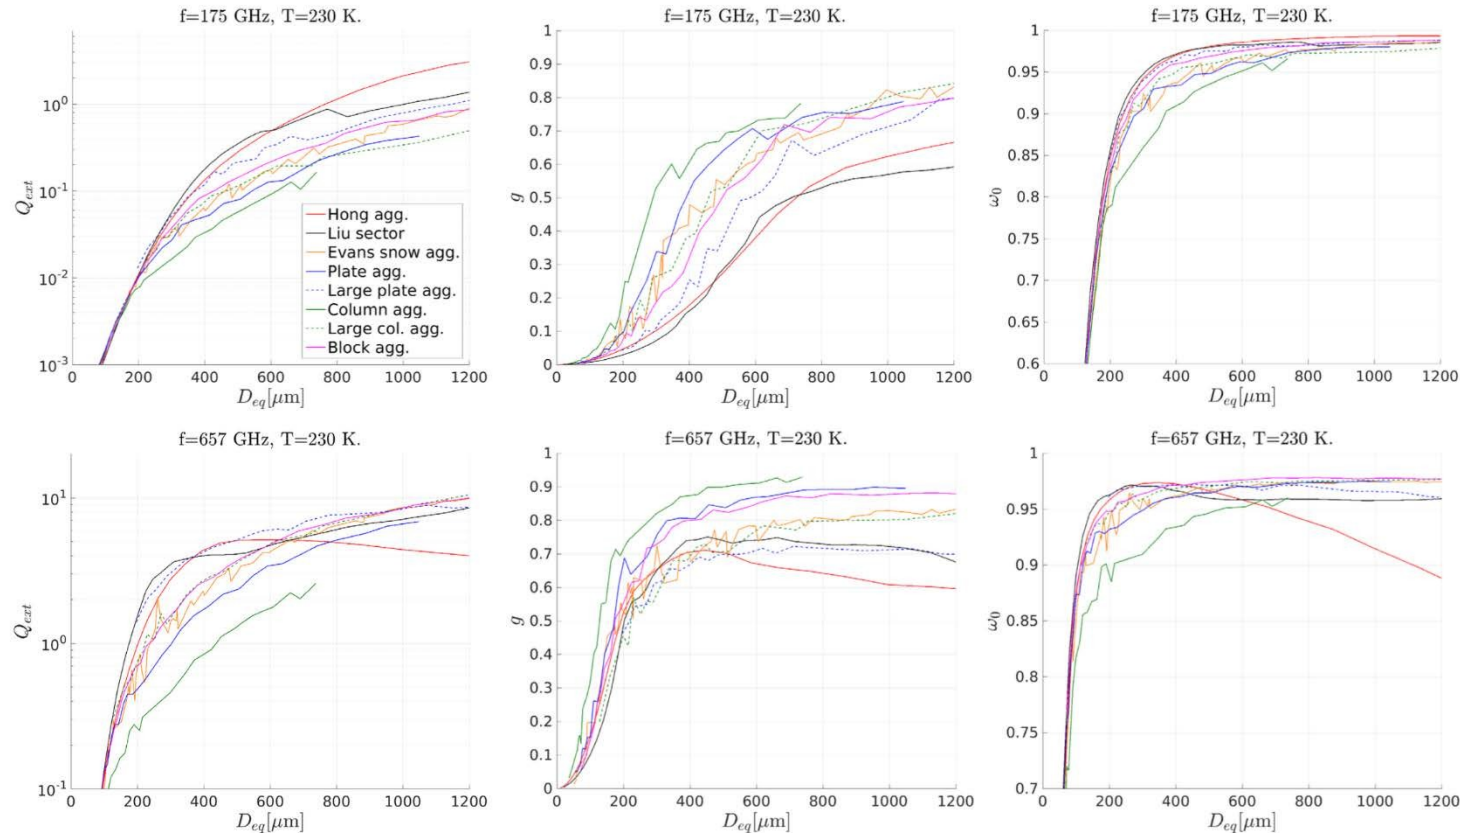 f=175 GHz, T=230 K.
Q_ext
10^0
10^-1
10^-2
10^-3
0 200 400 600 800 1000 1200
D_eq[μm]
Hong agg.
Liu sector
Evans snow agg.
Plate agg.
Large plate agg.
Column agg.
Large col. agg.
Block agg.
f=175 GHz, T=230 K.
g
1
0.9
0.8
0.7
0.6
0.5
0.4
0.3
0.2
0.1
0
0 200 400 600 800 1000 1200
D_eq[μm]
f=175 GHz, T=230 K.
ω_0
1
0.95
0.9
0.85
0.8
0.75
0.7
0.65
0.6
0 200 400 600 800 1000 1200
D_eq[μm]
f=657 GHz, T=230 K.
Q_ext
10^1
10^0
10^-1
0 200 400 600 800 1000 1200
D_eq[μm]
f=657 GHz, T=230 K.
g
1
0.9
0.8
0.7
0.6
0.5
0.4
0.3
0.2
0.1
0
0 200 400 600 800 1000 1200
D_eq[μm]
f=657 GHz, T=230 K.
ω_0
1
0.95
0.9
0.85
0.8
0.75
0.7
0 200 400 600 800 1000 1200
D_eq[μm]